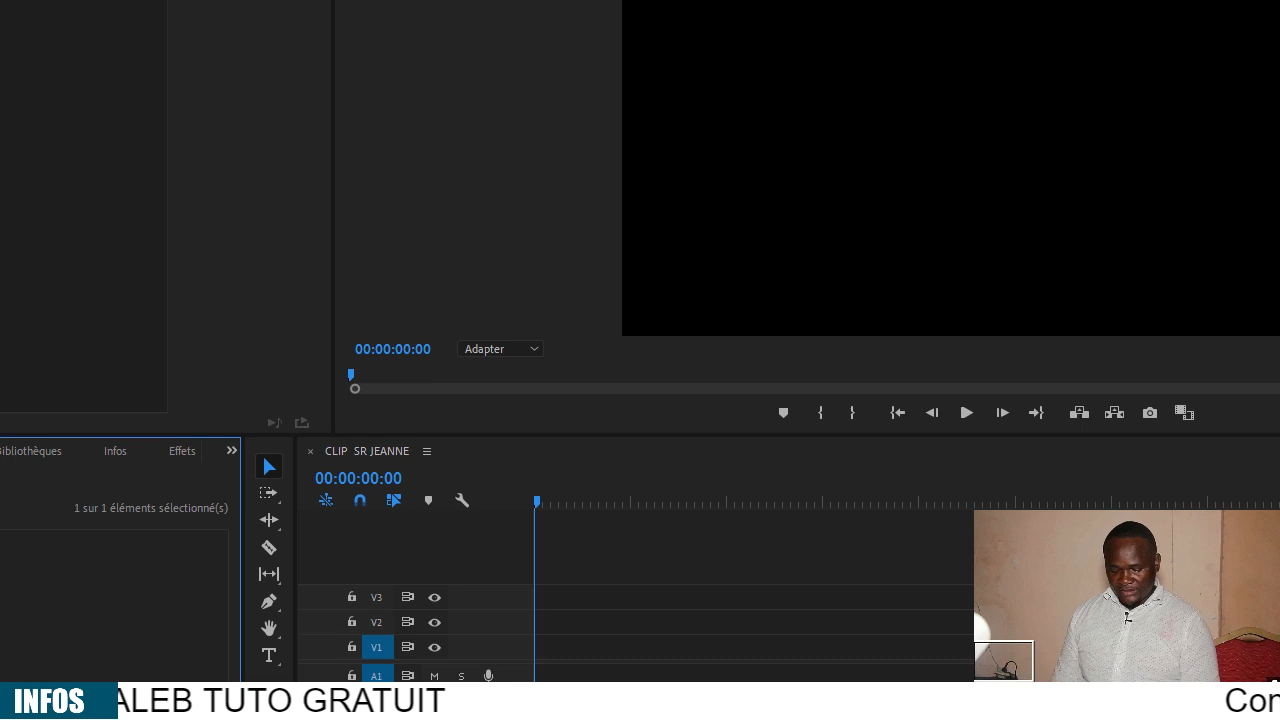 00:00:00:00 Adapter
Bibliothèques Infos Effets
CLIP SR JEANNE
00:00:00:00
1 sur 1 éléments sélectionné(s)
V3
V2
V1
A1 M S
INFOS ALEB TUTO GRATUIT Con